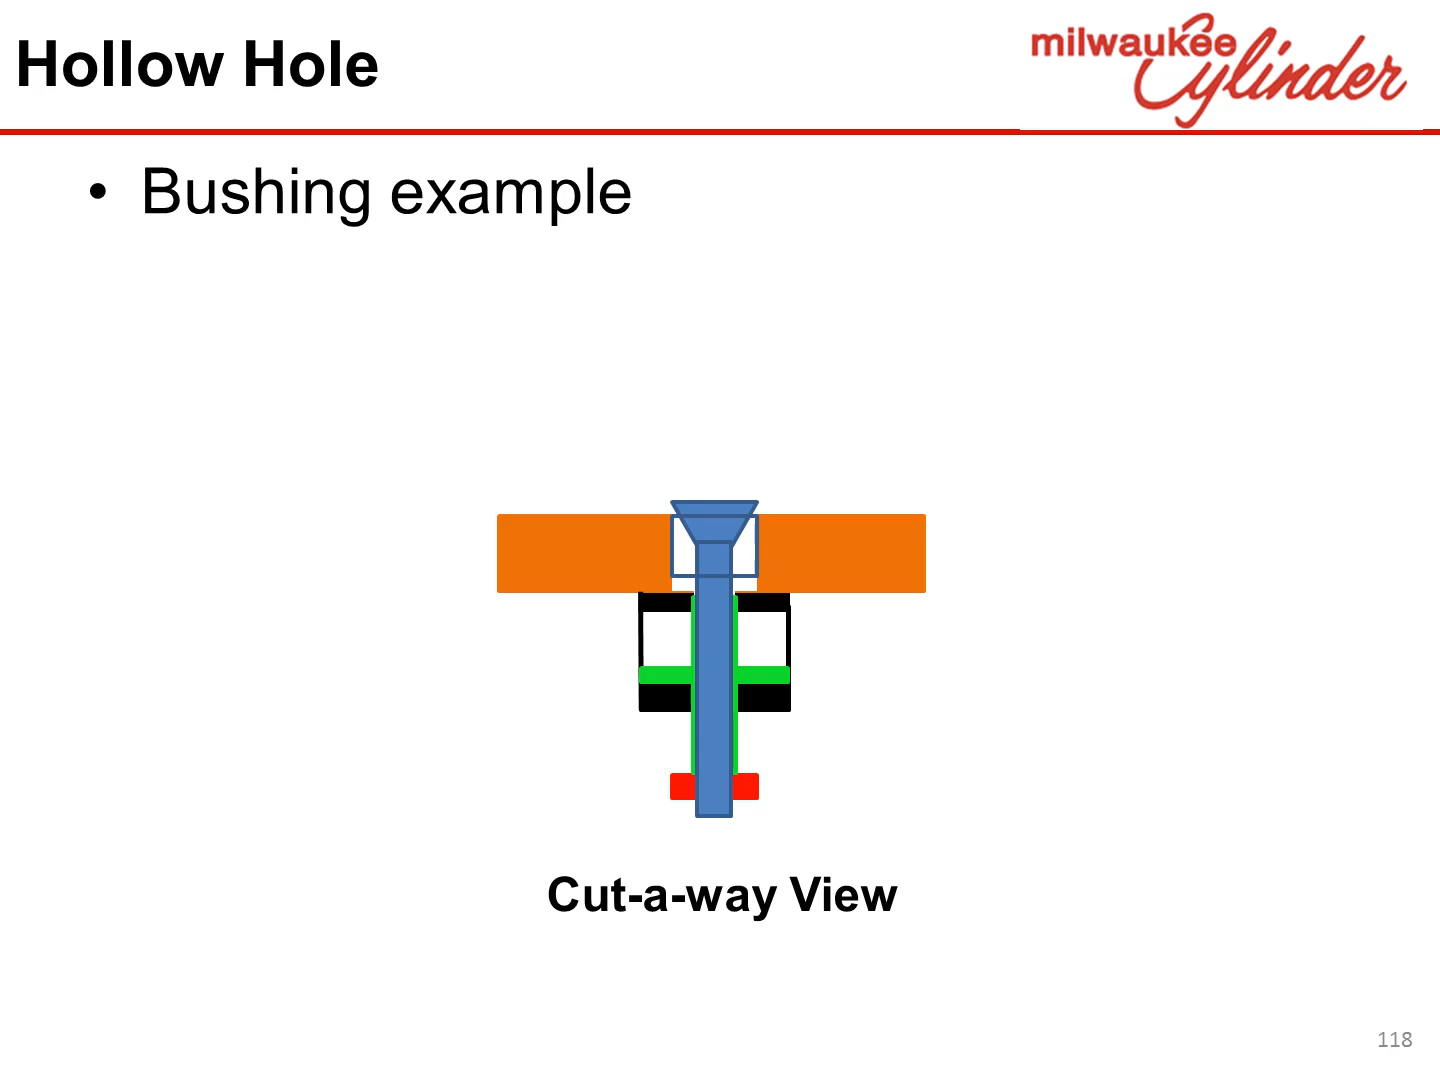 Hollow Hole
milwaukee
Cylinder
• Bushing example
Cut-a-way View
118